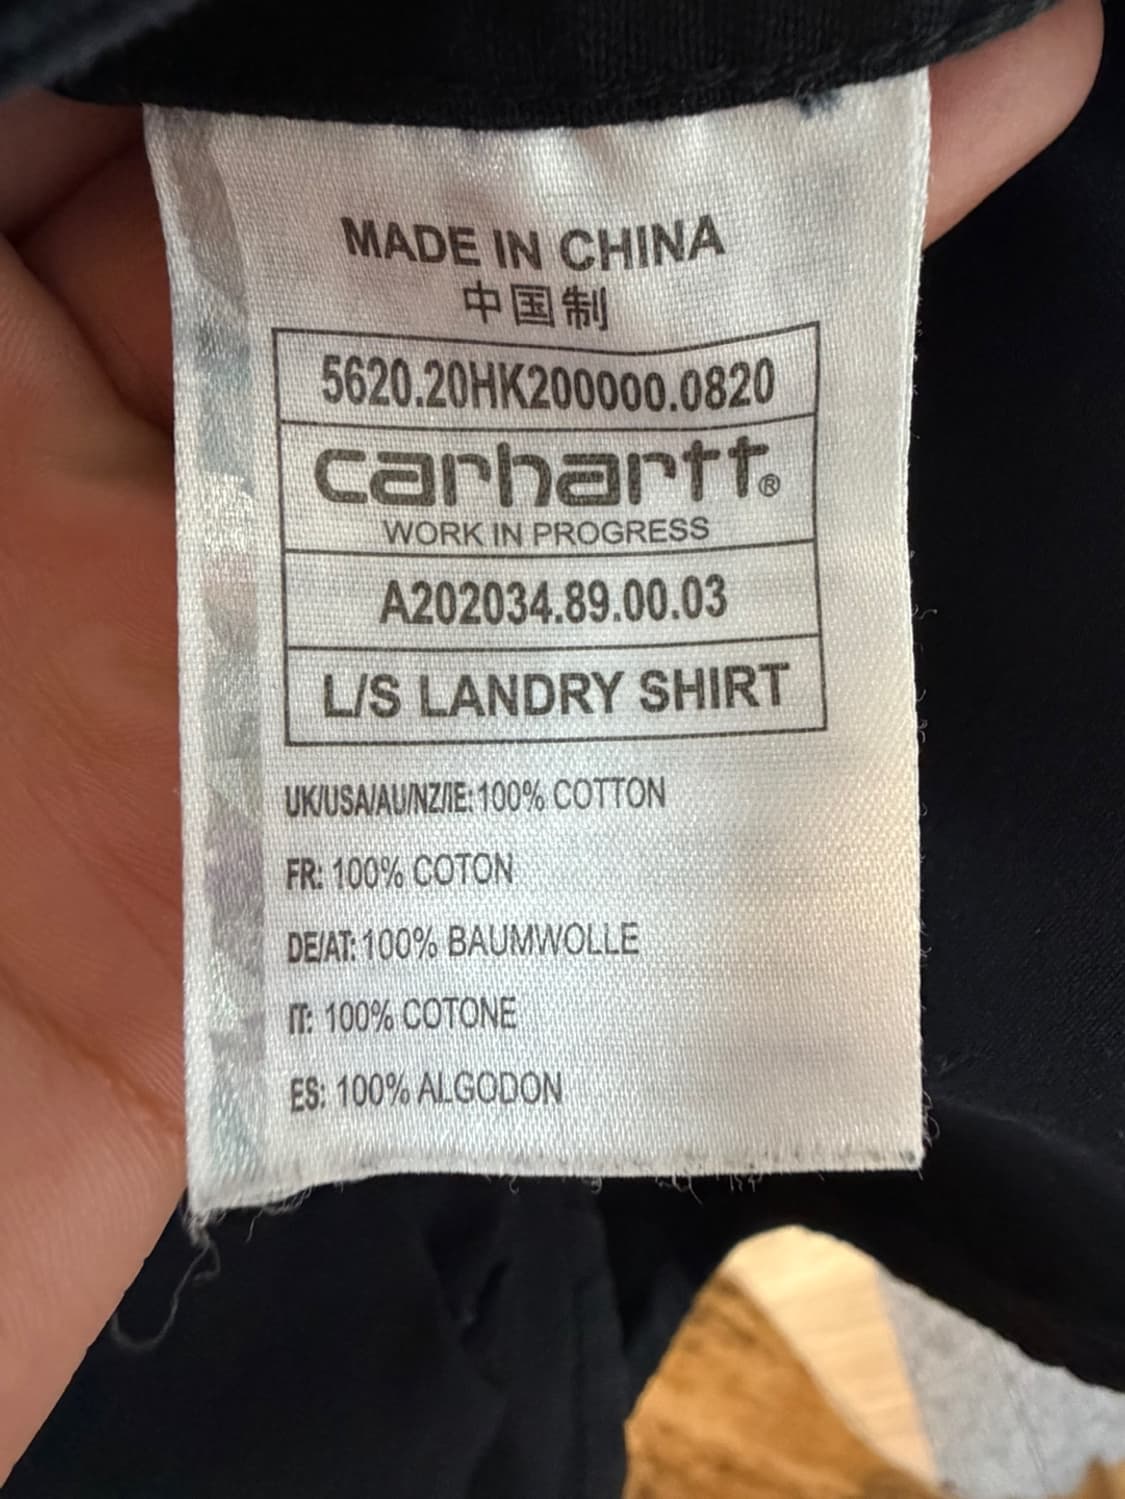 MADE IN CHINA
中国制
5620.20HK200000.0820
carhartt®
WORK IN PROGRESS
A202034.89.00.03
L/S LANDRY SHIRT
UK/USA/AU/NZ/IE: 100% COTTON
FR: 100% COTON
DE/AT: 100% BAUMWOLLE
IT: 100% COTONE
ES: 100% ALGODON